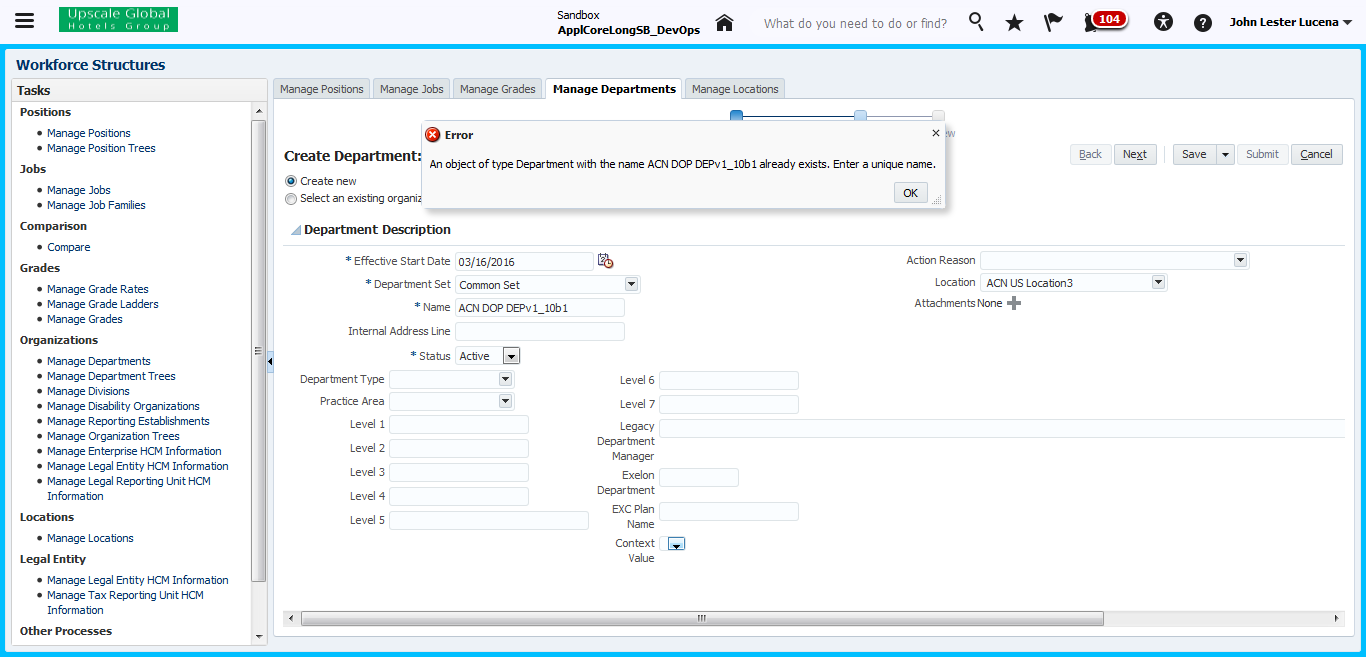 Upscale Global
Hotels Group
Sandbox
ApplCoreLongSB_DevOps
What do you need to do or find?
104
John Lester Lucena
Workforce Structures
Tasks
Positions
Manage Positions
Manage Position Trees
Jobs
Manage Jobs
Manage Job Families
Comparison
Compare
Grades
Manage Grade Rates
Manage Grade Ladders
Manage Grades
Organizations
Manage Departments
Manage Department Trees
Manage Divisions
Manage Disability Organizations
Manage Reporting Establishments
Manage Organization Trees
Manage Enterprise HCM Information
Manage Legal Entity HCM Information
Manage Legal Reporting Unit HCM
Information
Locations
Manage Locations
Legal Entity
Manage Legal Entity HCM Information
Manage Tax Reporting Unit HCM
Information
Other Processes
Manage Positions Manage Jobs Manage Grades Manage Departments Manage Locations
Error
An object of type Department with the name ACN DOP DEPv1_10b1 already exists. Enter a unique name.
OK
Create Department:
Back Next Save Submit Cancel
Create new
Select an existing organiz
Department Description
* Effective Start Date 03/16/2016
* Department Set Common Set
* Name ACN DOP DEPv1_10b1
Internal Address Line
* Status Active
Action Reason
Location ACN US Location3
Attachments None
Department Type
Practice Area
Level 1
Level 2
Level 3
Level 4
Level 5
Level 6
Level 7
Legacy
Department
Manager
Exelon
Department
EXC Plan
Name
Context
Value